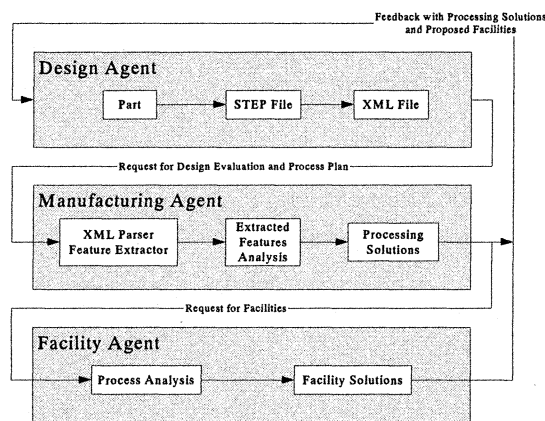 Feedback with Processing Solutions
and Proposed Facilities
Design Agent
Part
STEP File
XML File
Request for Design Evaluation and Process Plan
Manufacturing Agent
XML Parser
Feature Extractor
Extracted
Features
Analysis
Processing
Solutions
Request for Facilities
Facility Agent
Process Analysis
Facility Solutions